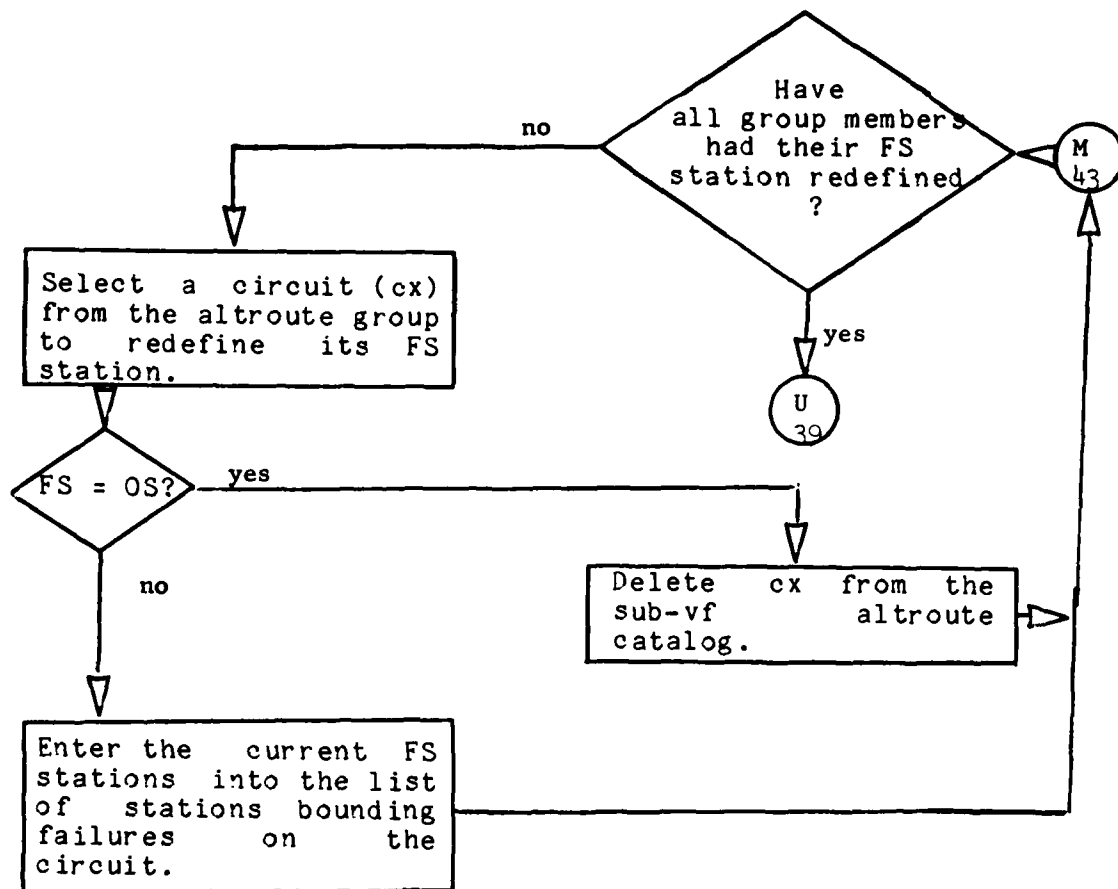 Have
all group members
had their FS
station redefined
?
no
M
43
Select a circuit (cx)
from the altroute group
to redefine its FS
station.
yes
U
39
FS = OS?
yes
no
Delete cx from the
sub-vf altroute
catalog.
Enter the current FS
stations into the list
of stations bounding
failures on the
circuit.